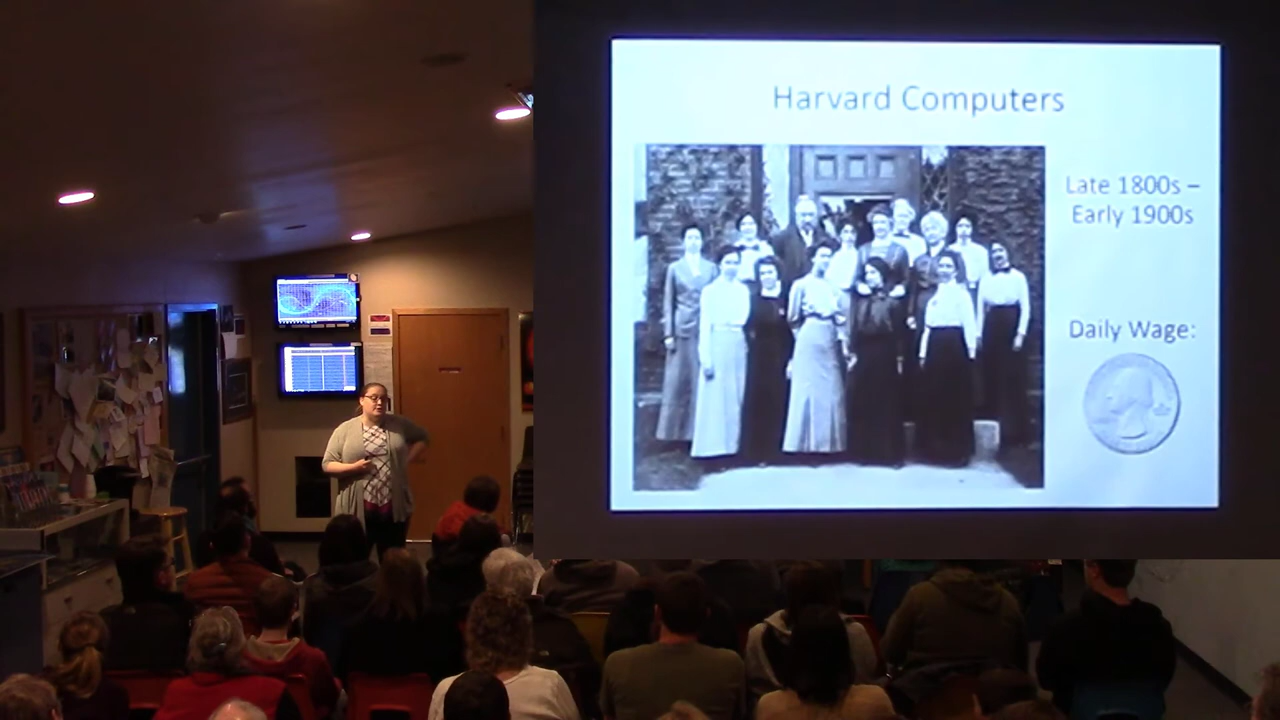 Harvard Computers
Late 1800s –
Early 1900s
Daily Wage: